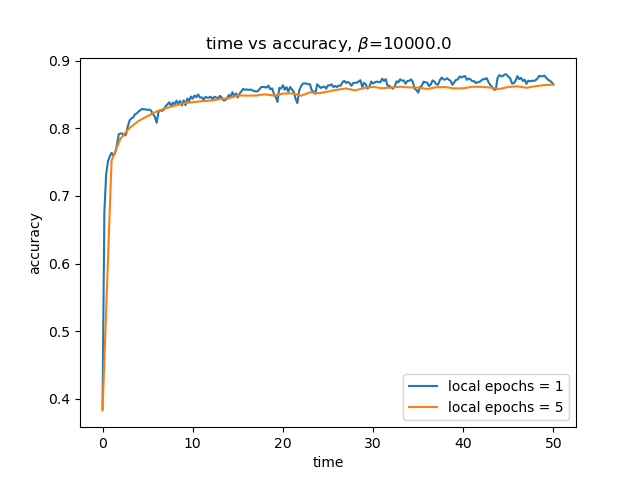 time vs accuracy, β=10000.0
accuracy
0.9
0.8
0.7
0.6
0.5
0.4
local epochs = 1
local epochs = 5
0 10 20 30 40 50
time